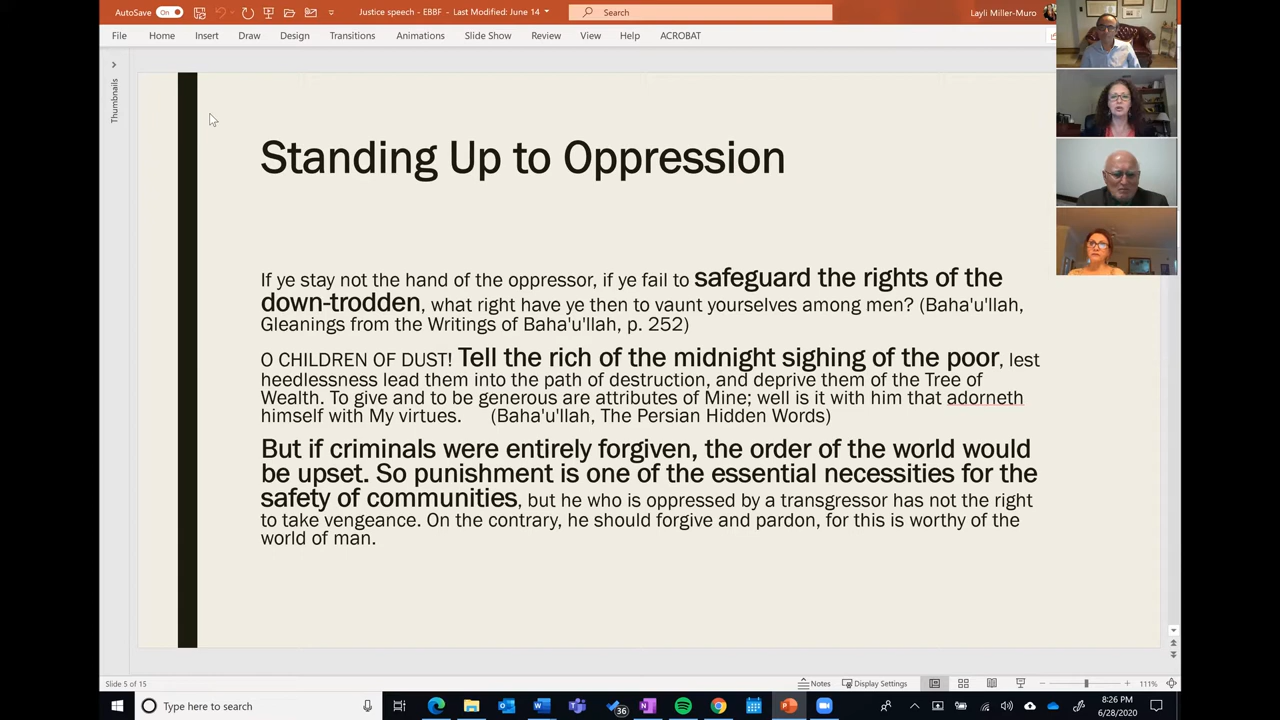 AutoSave On
Justice speech - EBBF - Last Modified: June 14
Search
Layli Miller-Muro
File Home Insert Draw Design Transitions Animations Slide Show Review View Help ACROBAT
Thumbnails
Standing Up to Oppression
If ye stay not the hand of the oppressor, if ye fail to safeguard the rights of the
down-trodden, what right have ye then to vaunt yourselves among men? (Baha'u'llah,
Gleanings from the Writings of Baha'u'llah, p. 252)
O CHILDREN OF DUST! Tell the rich of the midnight sighing of the poor, lest
heedlessness lead them into the path of destruction, and deprive them of the Tree of
Wealth. To give and to be generous are attributes of Mine; well is it with him that adorneth
himself with My virtues. (Baha'u'llah, The Persian Hidden Words)
But if criminals were entirely forgiven, the order of the world would
be upset. So punishment is one of the essential necessities for the
safety of communities, but he who is oppressed by a transgressor has not the right
to take vengeance. On the contrary, he should forgive and pardon, for this is worthy of the
world of man.
Slide 5 of 15
Notes
Display Settings
111%
Type here to search
36
8:26 PM
6/28/2020